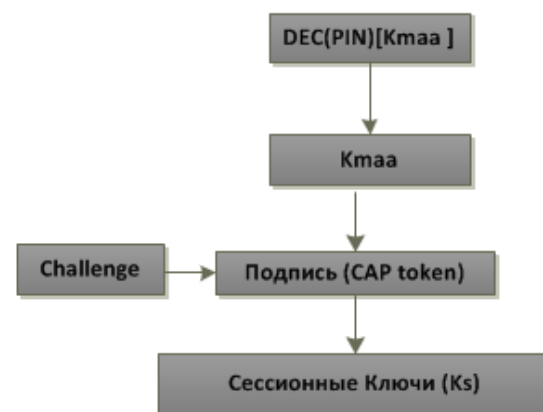 DEC(PIN)[Kmaa ]
Kmaa
Challenge
Подпись (CAP token)
Сессионные Ключи (Ks)